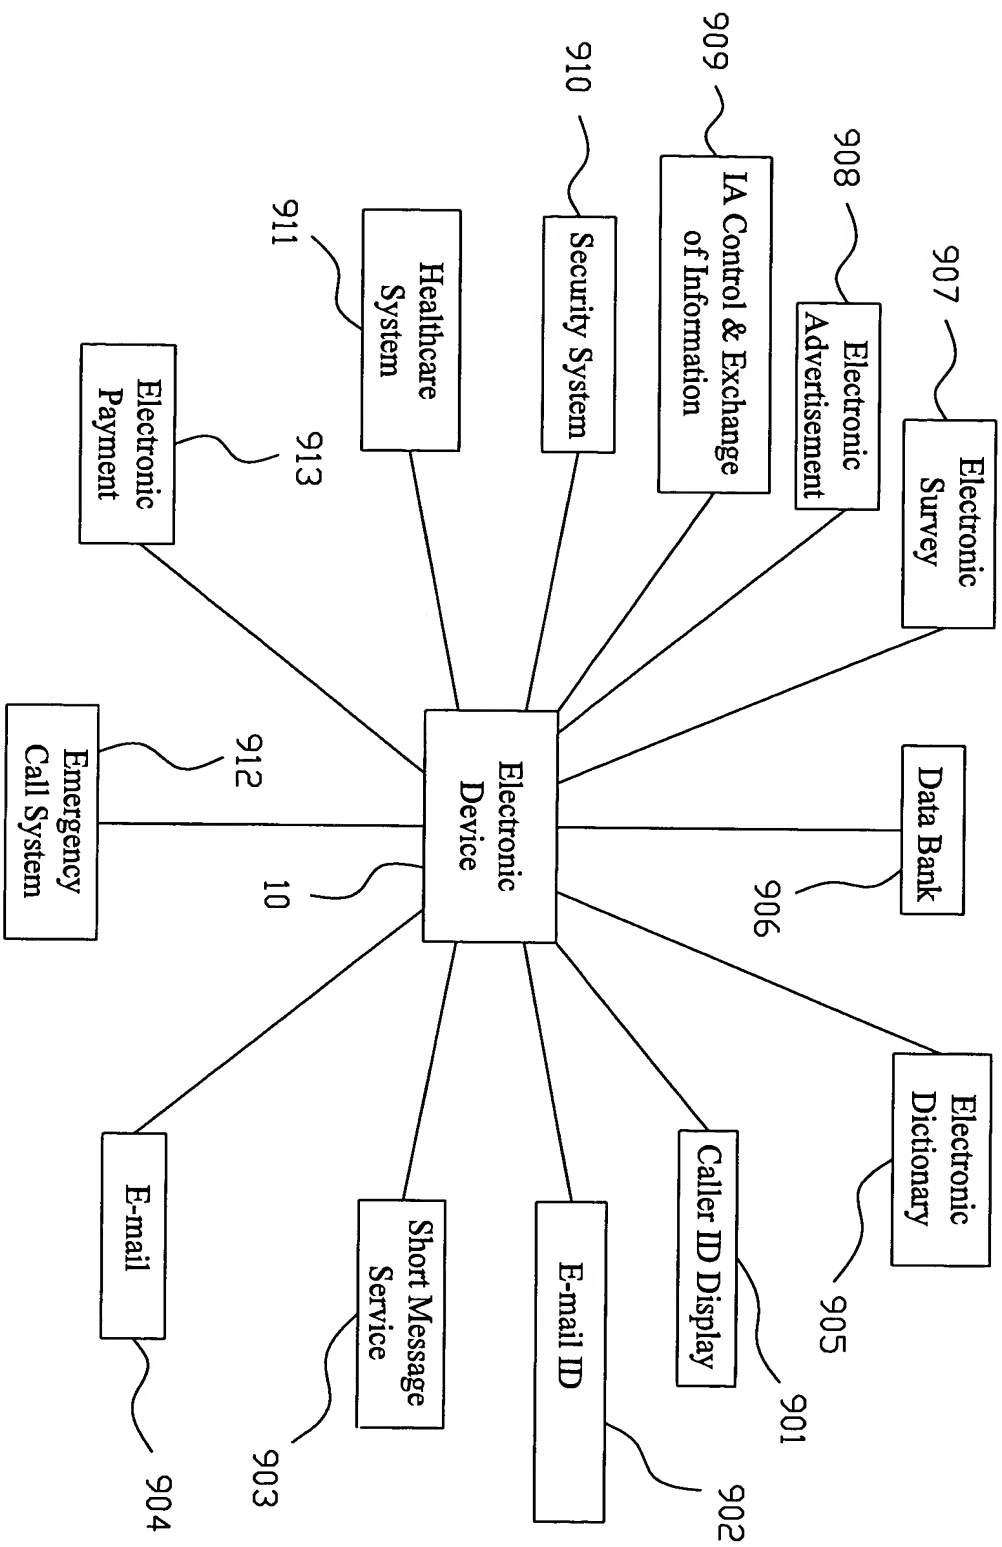 907
Electronic
Survey
Data Bank
906
Electronic
Dictionary
905
908
Electronic
Advertisement
909
IA Control & Exchange
of Information
Caller ID Display
901
910
Security System
Electronic
Device
10
E-mail ID
902
911
Healthcare
System
Short Message
Service
903
913
Electronic
Payment
912
Emergency
Call System
E-mail
904